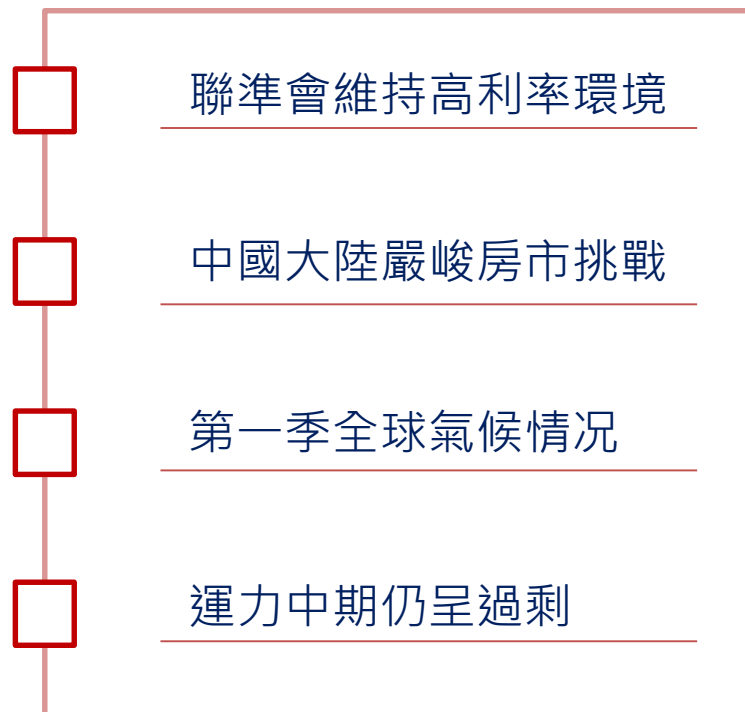 聯準會維持高利率環境
中國大陸嚴峻房市挑戰
第一季全球氣候情況
運力中期仍呈過剩